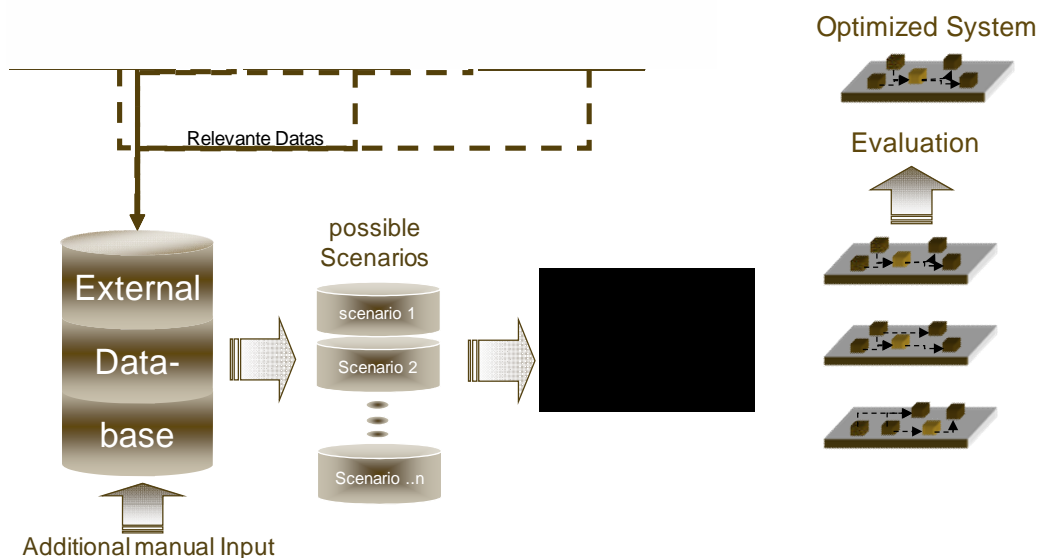 Optimized System
Relevante Datas
Evaluation
possible
Scenarios
External
Data-
base
scenario 1
Scenario 2
Scenario ..n
Additional manual Input